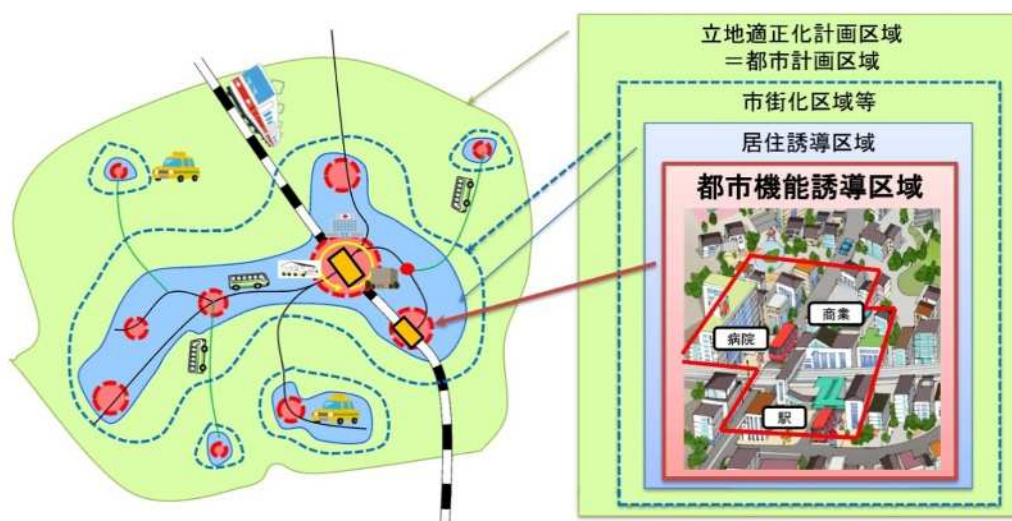 立地適正化計画区域
＝都市計画区域
市街化区域等
居住誘導区域
都市機能誘導区域
商業
病院
駅